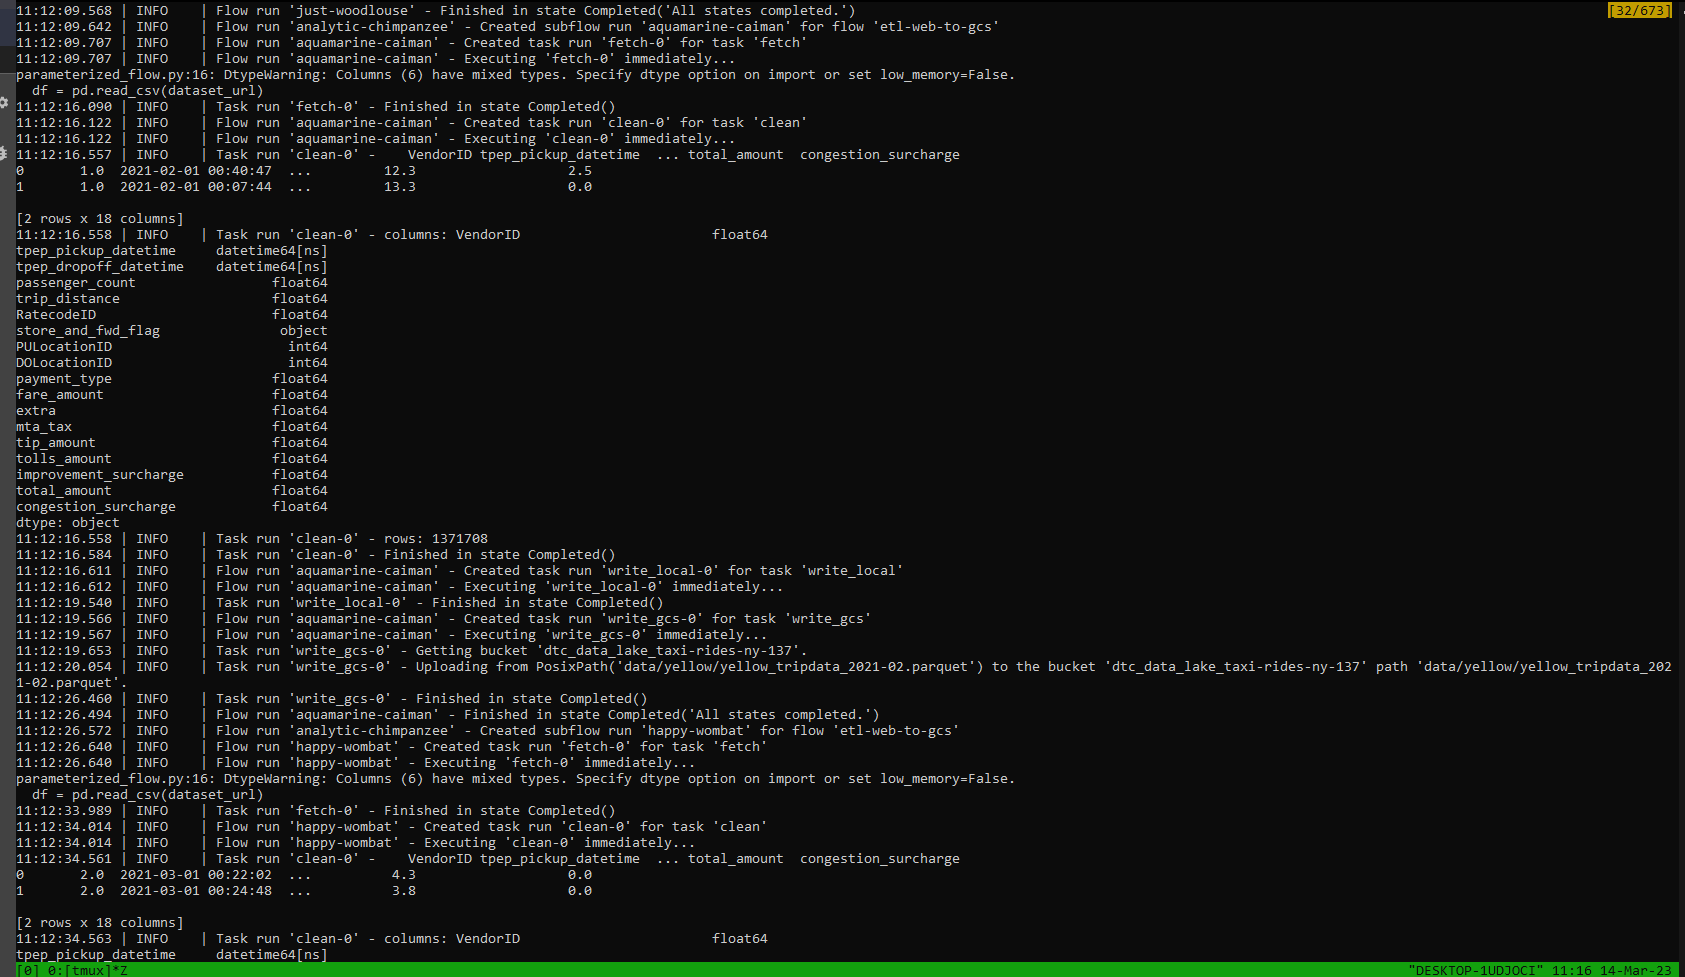 11:12:09.568 | INFO    | Flow run 'just-woodlouse' - Finished in state Completed('All states completed.')
[32/673]
11:12:09.642 | INFO    | Flow run 'analytic-chimpanzee' - Created subflow run 'aquamarine-caiman' for flow 'etl-web-to-gcs'
11:12:09.707 | INFO    | Flow run 'aquamarine-caiman' - Created task run 'fetch-0' for task 'fetch'
11:12:09.707 | INFO    | Flow run 'aquamarine-caiman' - Executing 'fetch-0' immediately...
parameterized_flow.py:16: DtypeWarning: Columns (6) have mixed types. Specify dtype option on import or set low_memory=False.
  df = pd.read_csv(dataset_url)
11:12:16.090 | INFO    | Task run 'fetch-0' - Finished in state Completed()
11:12:16.122 | INFO    | Flow run 'aquamarine-caiman' - Created task run 'clean-0' for task 'clean'
11:12:16.122 | INFO    | Flow run 'aquamarine-caiman' - Executing 'clean-0' immediately...
11:12:16.557 | INFO    | Task run 'clean-0' -    VendorID tpep_pickup_datetime  ... total_amount  congestion_surcharge
0       1.0  2021-02-01 00:40:47  ...         12.3                   2.5
1       1.0  2021-02-01 00:07:44  ...         13.3                   0.0
[2 rows x 18 columns]
11:12:16.558 | INFO    | Task run 'clean-0' - columns: VendorID                        float64
tpep_pickup_datetime     datetime64[ns]
tpep_dropoff_datetime    datetime64[ns]
passenger_count                 float64
trip_distance                   float64
RatecodeID                      float64
store_and_fwd_flag               object
PULocationID                      int64
DOLocationID                      int64
payment_type                    float64
fare_amount                     float64
extra                           float64
mta_tax                         float64
tip_amount                      float64
tolls_amount                    float64
improvement_surcharge           float64
total_amount                    float64
congestion_surcharge            float64
dtype: object
11:12:16.558 | INFO    | Task run 'clean-0' - rows: 1371708
11:12:16.584 | INFO    | Task run 'clean-0' - Finished in state Completed()
11:12:16.611 | INFO    | Flow run 'aquamarine-caiman' - Created task run 'write_local-0' for task 'write_local'
11:12:16.612 | INFO    | Flow run 'aquamarine-caiman' - Executing 'write_local-0' immediately...
11:12:19.540 | INFO    | Task run 'write_local-0' - Finished in state Completed()
11:12:19.566 | INFO    | Flow run 'aquamarine-caiman' - Created task run 'write_gcs-0' for task 'write_gcs'
11:12:19.567 | INFO    | Flow run 'aquamarine-caiman' - Executing 'write_gcs-0' immediately...
11:12:19.653 | INFO    | Task run 'write_gcs-0' - Getting bucket 'dtc_data_lake_taxi-rides-ny-137'.
11:12:20.054 | INFO    | Task run 'write_gcs-0' - Uploading from PosixPath('data/yellow/yellow_tripdata_2021-02.parquet') to the bucket 'dtc_data_lake_taxi-rides-ny-137' path 'data/yellow/yellow_tripdata_202
1-02.parquet'.
11:12:26.460 | INFO    | Task run 'write_gcs-0' - Finished in state Completed()
11:12:26.494 | INFO    | Flow run 'aquamarine-caiman' - Finished in state Completed('All states completed.')
11:12:26.572 | INFO    | Flow run 'analytic-chimpanzee' - Created subflow run 'happy-wombat' for flow 'etl-web-to-gcs'
11:12:26.640 | INFO    | Flow run 'happy-wombat' - Created task run 'fetch-0' for task 'fetch'
11:12:26.640 | INFO    | Flow run 'happy-wombat' - Executing 'fetch-0' immediately...
parameterized_flow.py:16: DtypeWarning: Columns (6) have mixed types. Specify dtype option on import or set low_memory=False.
  df = pd.read_csv(dataset_url)
11:12:33.989 | INFO    | Task run 'fetch-0' - Finished in state Completed()
11:12:34.014 | INFO    | Flow run 'happy-wombat' - Created task run 'clean-0' for task 'clean'
11:12:34.014 | INFO    | Flow run 'happy-wombat' - Executing 'clean-0' immediately...
11:12:34.561 | INFO    | Task run 'clean-0' -    VendorID tpep_pickup_datetime  ... total_amount  congestion_surcharge
0       2.0  2021-03-01 00:22:02  ...          4.3                   0.0
1       2.0  2021-03-01 00:24:48  ...          3.8                   0.0
[2 rows x 18 columns]
11:12:34.563 | INFO    | Task run 'clean-0' - columns: VendorID                        float64
tpep_pickup_datetime     datetime64[ns]
[0] 0:[tmux]*Z
"DESKTOP-1UDJOCI" 11:16 14-Mar-23